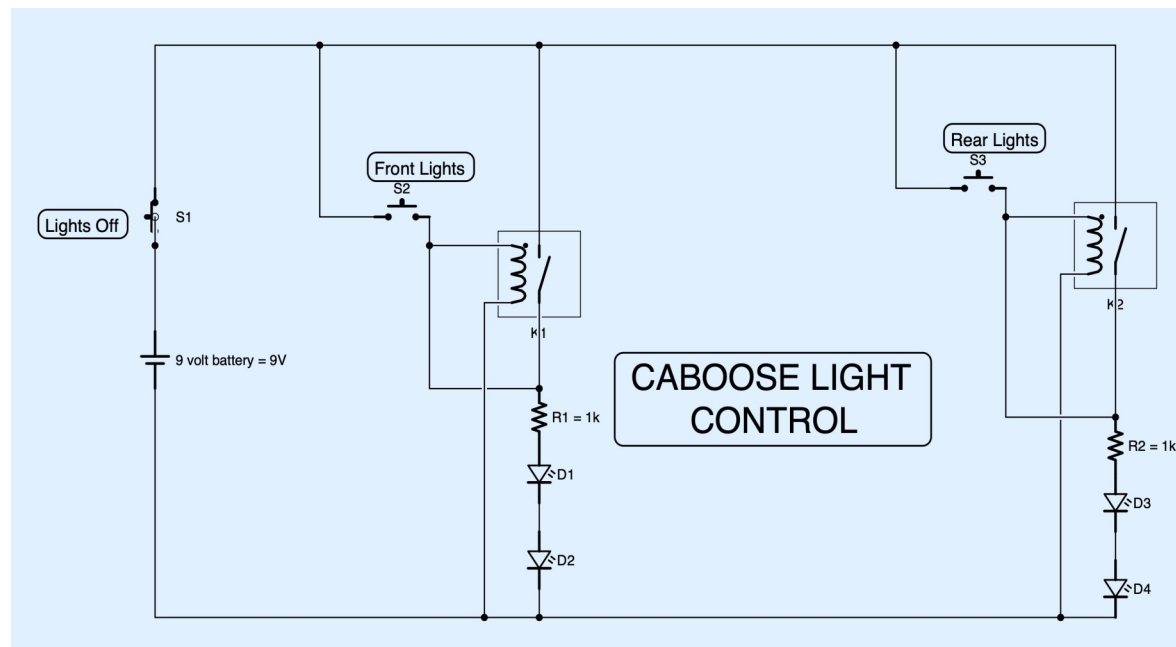 Rear Lights
S3
Front Lights
S2
Lights Off
S1
K2
K1
9 volt battery = 9V
CABOOSE LIGHT
CONTROL
R1 = 1k
R2 = 1k
D1
D3
D2
D4